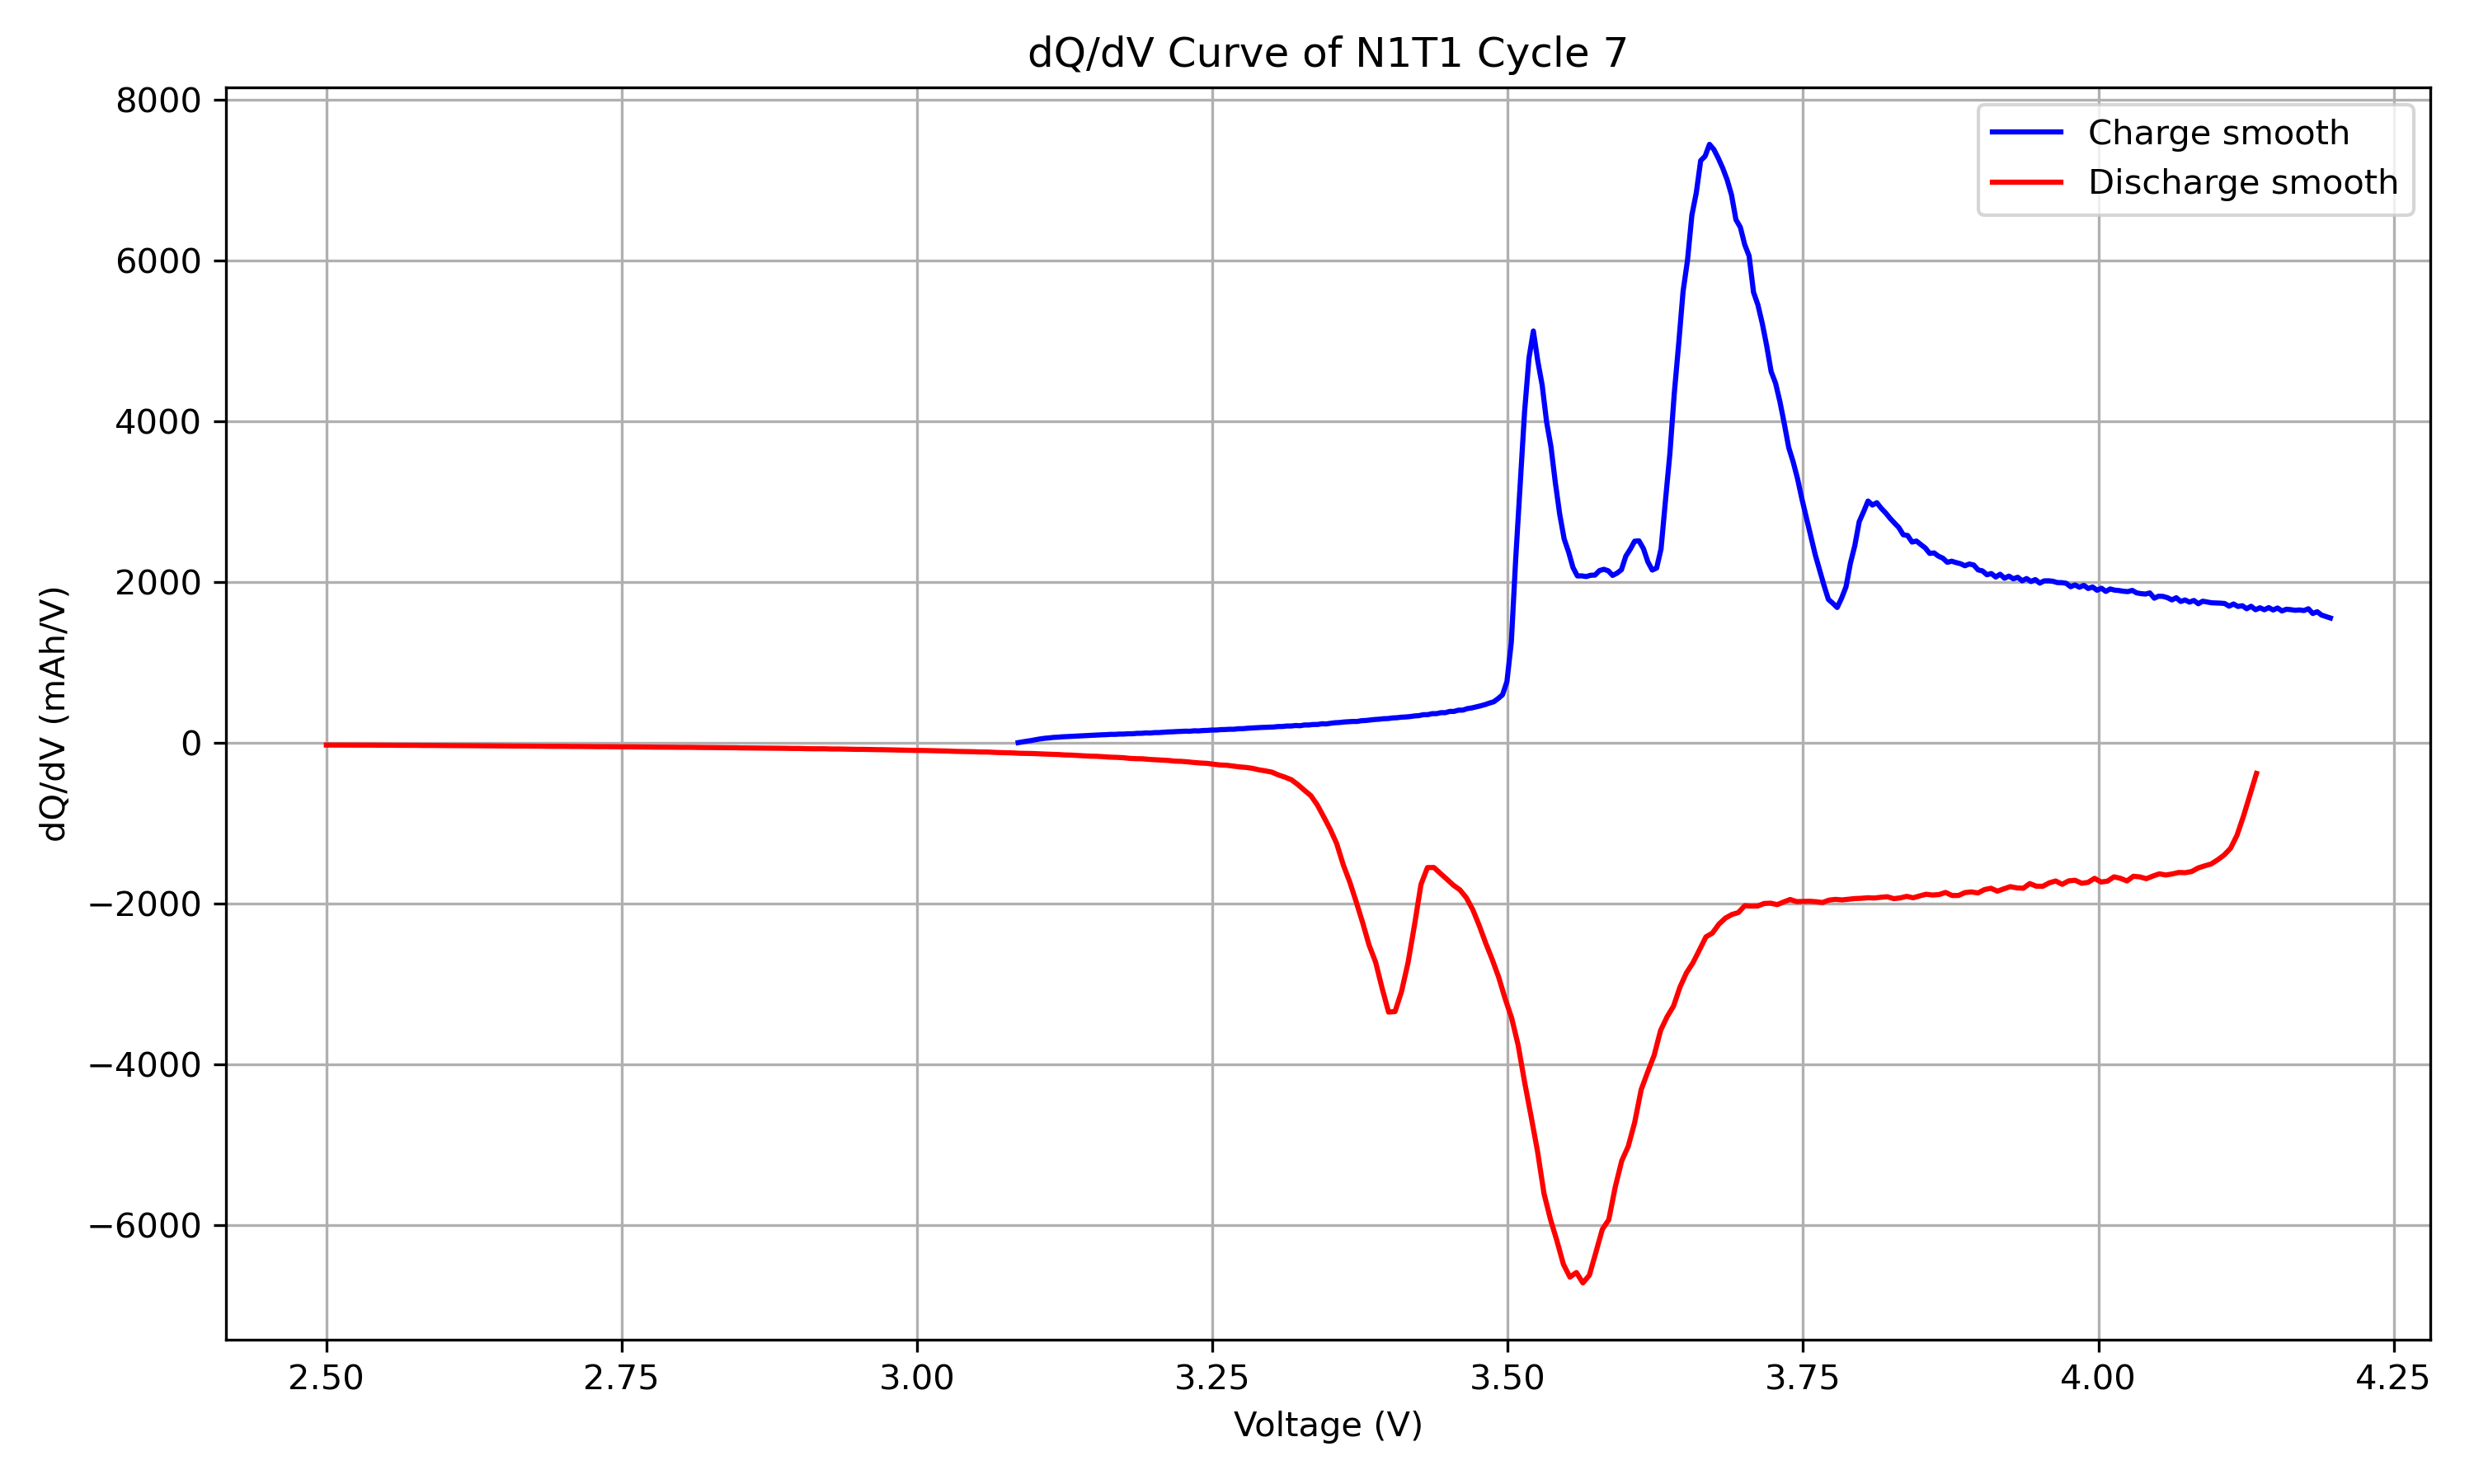 dQ/dV Curve of N1T1 Cycle 7
Charge smooth
Discharge smooth
8000
6000
4000
2000
0
−2000
−4000
−6000
dQ/dV (mAh/V)
2.50 2.75 3.00 3.25 3.50 3.75 4.00 4.25
Voltage (V)